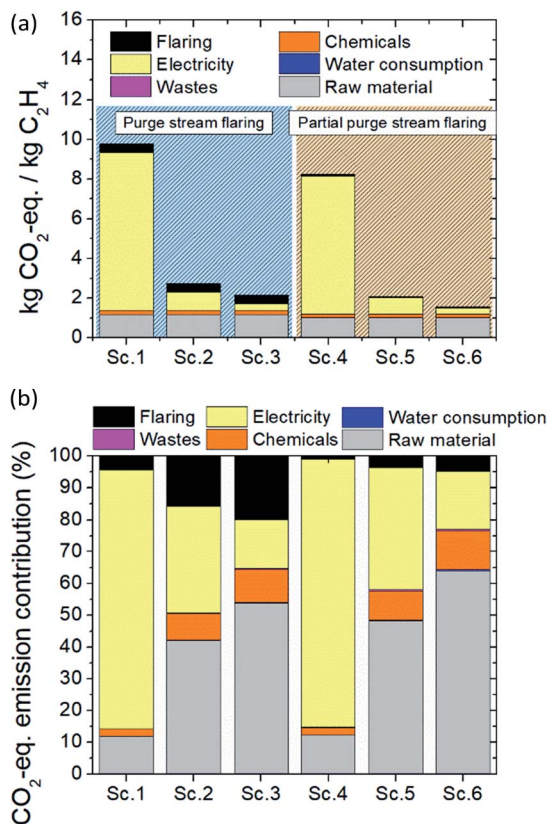 (a)
16
14
12
10
8
6
4
2
0
kg CO2-eq. / kg C2H4
Flaring
Chemicals
Electricity
Water consumption
Wastes
Raw material
Purge stream flaring
Partial purge stream flaring
Sc.1 Sc.2 Sc.3 Sc.4 Sc.5 Sc.6
(b)
Flaring Electricity Water consumption
Wastes Chemicals Raw material
100
90
80
70
60
50
40
30
20
10
0
CO2-eq. emission contribution (%)
Sc.1 Sc.2 Sc.3 Sc.4 Sc.5 Sc.6